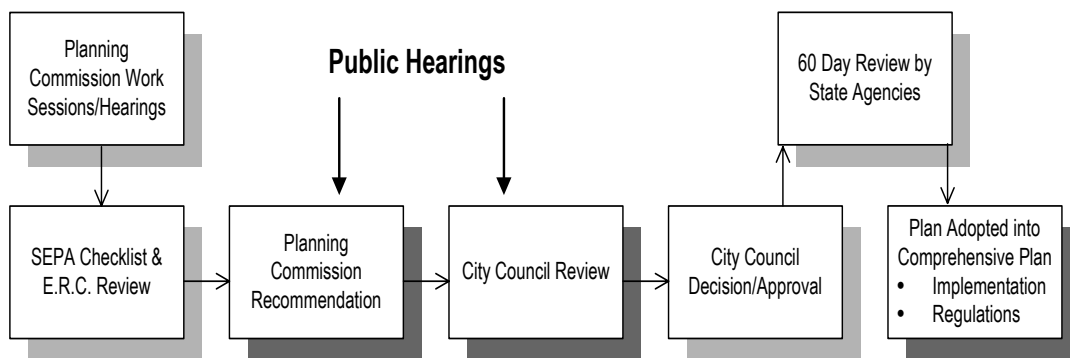 Planning
Commission Work
Sessions/Hearings
Public Hearings
60 Day Review by
State Agencies
SEPA Checklist &
E.R.C. Review
Planning
Commission
Recommendation
City Council Review
City Council
Decision/Approval
Plan Adopted into
Comprehensive Plan
• Implementation
• Regulations